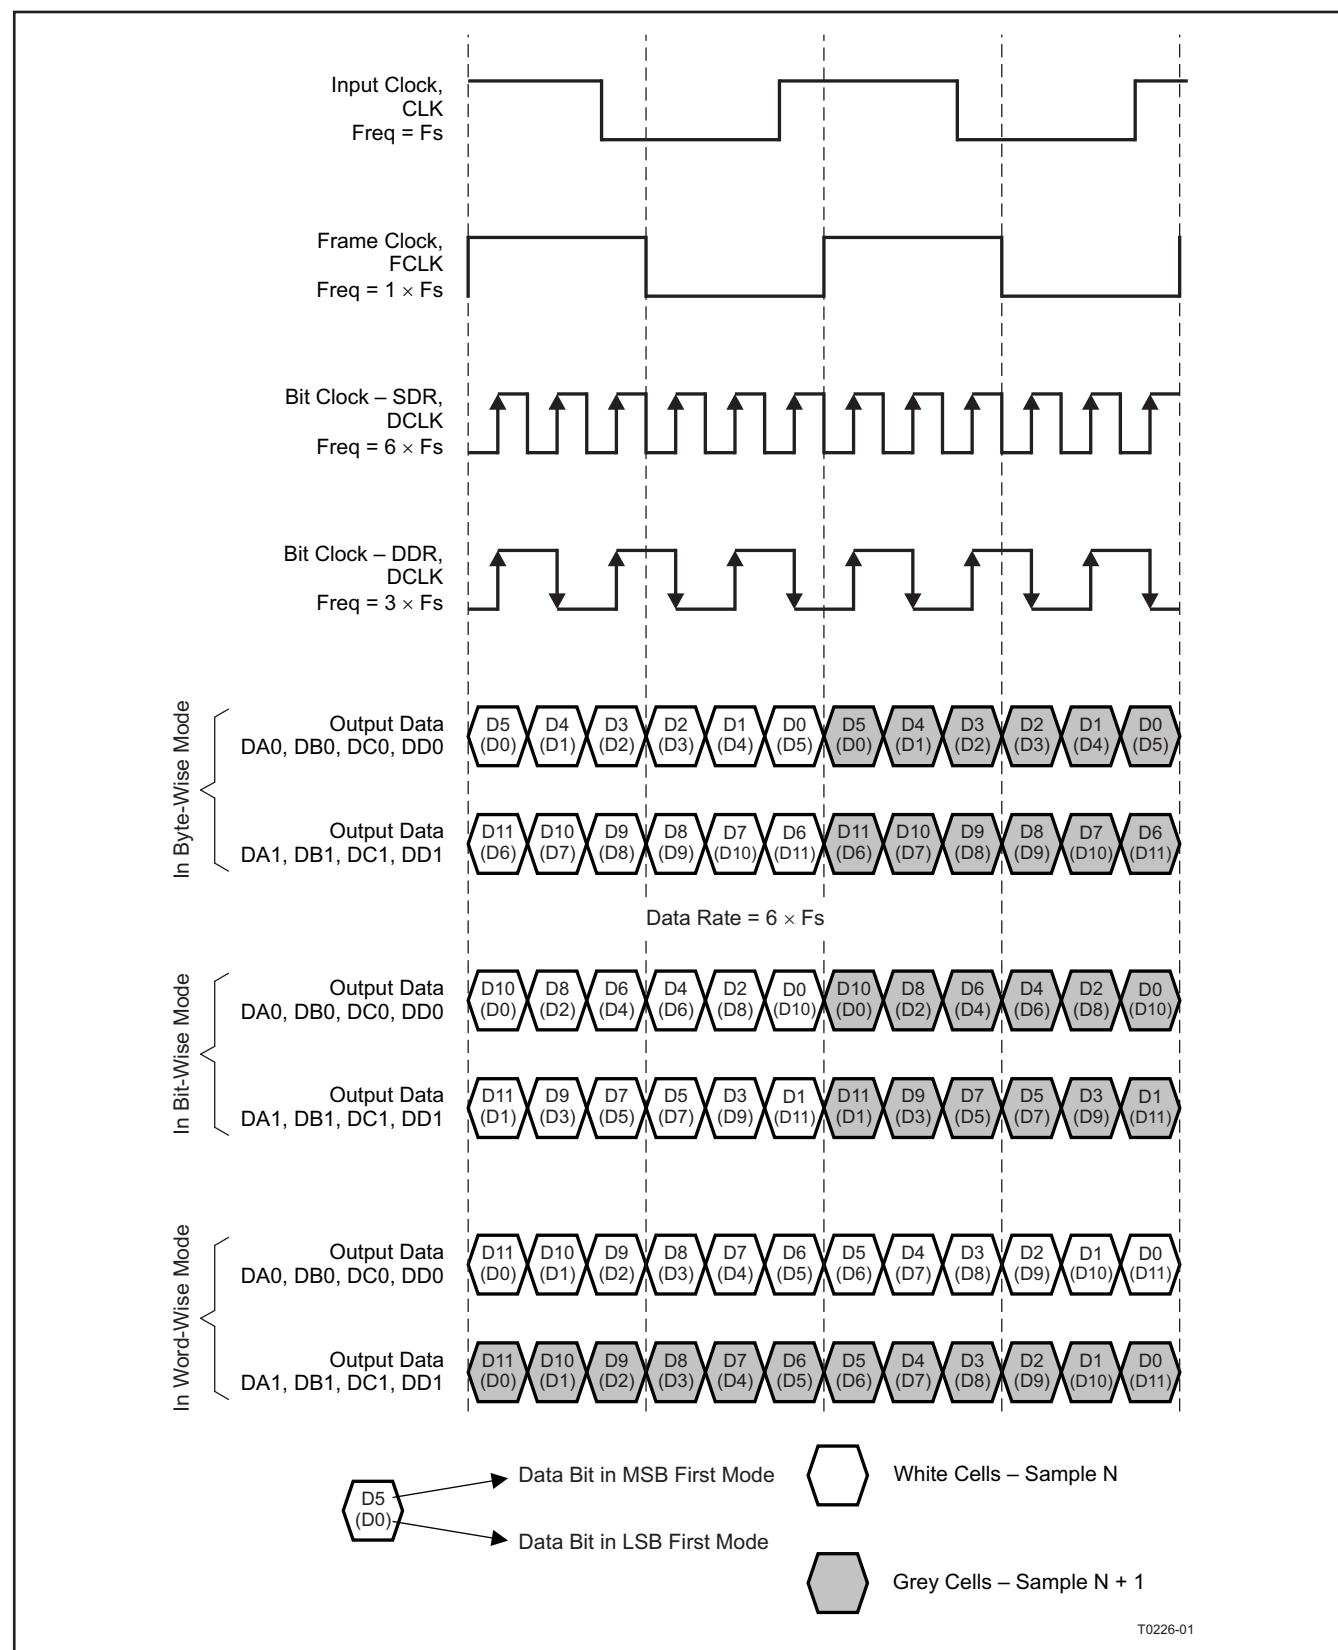 Input Clock,
CLK
Freq = Fs
Frame Clock,
FCLK
Freq = 1 × Fs
Bit Clock – SDR,
DCLK
Freq = 6 × Fs
Bit Clock – DDR,
DCLK
Freq = 3 × Fs
In Byte-Wise Mode
Output Data
DA0, DB0, DC0, DD0
D5 D4 D3 D2 D1 D0 D5 D4 D3 D2 D1 D0
(D0) (D1) (D2) (D3) (D4) (D5) (D0) (D1) (D2) (D3) (D4) (D5)
Output Data
DA1, DB1, DC1, DD1
D11 D10 D9 D8 D7 D6 D11 D10 D9 D8 D7 D6
(D6) (D7) (D8) (D9) (D10) (D11) (D6) (D7) (D8) (D9) (D10) (D11)
Data Rate = 6 × Fs
In Bit-Wise Mode
Output Data
DA0, DB0, DC0, DD0
D10 D8 D6 D4 D2 D0 D10 D8 D6 D4 D2 D0
(D0) (D2) (D4) (D6) (D8) (D10) (D0) (D2) (D4) (D6) (D8) (D10)
Output Data
DA1, DB1, DC1, DD1
D11 D9 D7 D5 D3 D1 D11 D9 D7 D5 D3 D1
(D1) (D3) (D5) (D7) (D9) (D11) (D1) (D3) (D5) (D7) (D9) (D11)
In Word-Wise Mode
Output Data
DA0, DB0, DC0, DD0
D11 D10 D9 D8 D7 D6 D5 D4 D3 D2 D1 D0
(D0) (D1) (D2) (D3) (D4) (D5) (D6) (D7) (D8) (D9) (D10) (D11)
Output Data
DA1, DB1, DC1, DD1
D11 D10 D9 D8 D7 D6 D5 D4 D3 D2 D1 D0
(D0) (D1) (D2) (D3) (D4) (D5) (D6) (D7) (D8) (D9) (D10) (D11)
D5
(D0)
Data Bit in MSB First Mode
Data Bit in LSB First Mode
White Cells – Sample N
Grey Cells – Sample N + 1
T0226-01